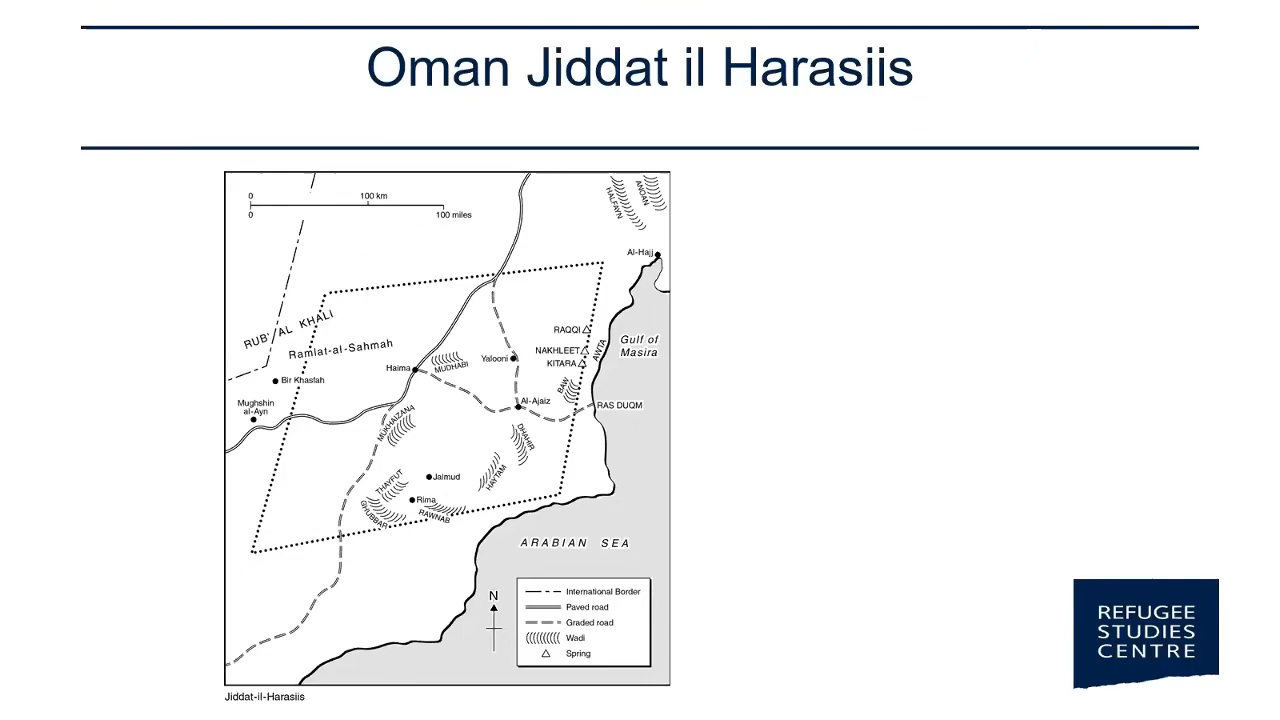 Oman Jiddat il Harasiis
0 100 km
0 100 miles
HALFAYN
ANDAN
Al-Hajj
RUB' AL KHALI
Ramlat-al-Sahmah
RAQQI
NAKHLEET
KITARA
AWTA
Gulf of
Masira
Haima
MUDHABI
Yalooni
Bir Khasfah
BAW
Mughshin
al-Ayn
Al-Ajaiz
RAS DUQM
MUKHAIZANA
DHAHIR
THAYFUT
Jalmud
HAYTAM
Rima
GHUBBAR
RAWNAB
ARABIAN SEA
N
International Border
Paved road
Graded road
Wadi
Spring
Jiddat-il-Harasiis
REFUGEE
STUDIES
CENTRE